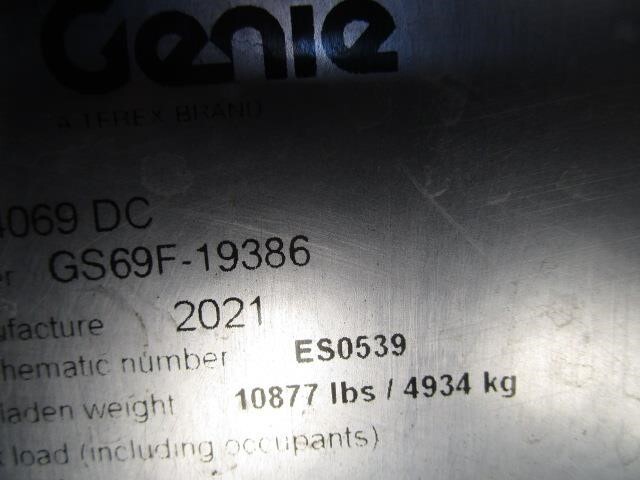 Genie
A TEREX BRAND
4069 DC
er GS69F-19386
ufacture 2021
hematic number ES0539
laden weight 10877 lbs / 4934 kg
x load (including occupants)